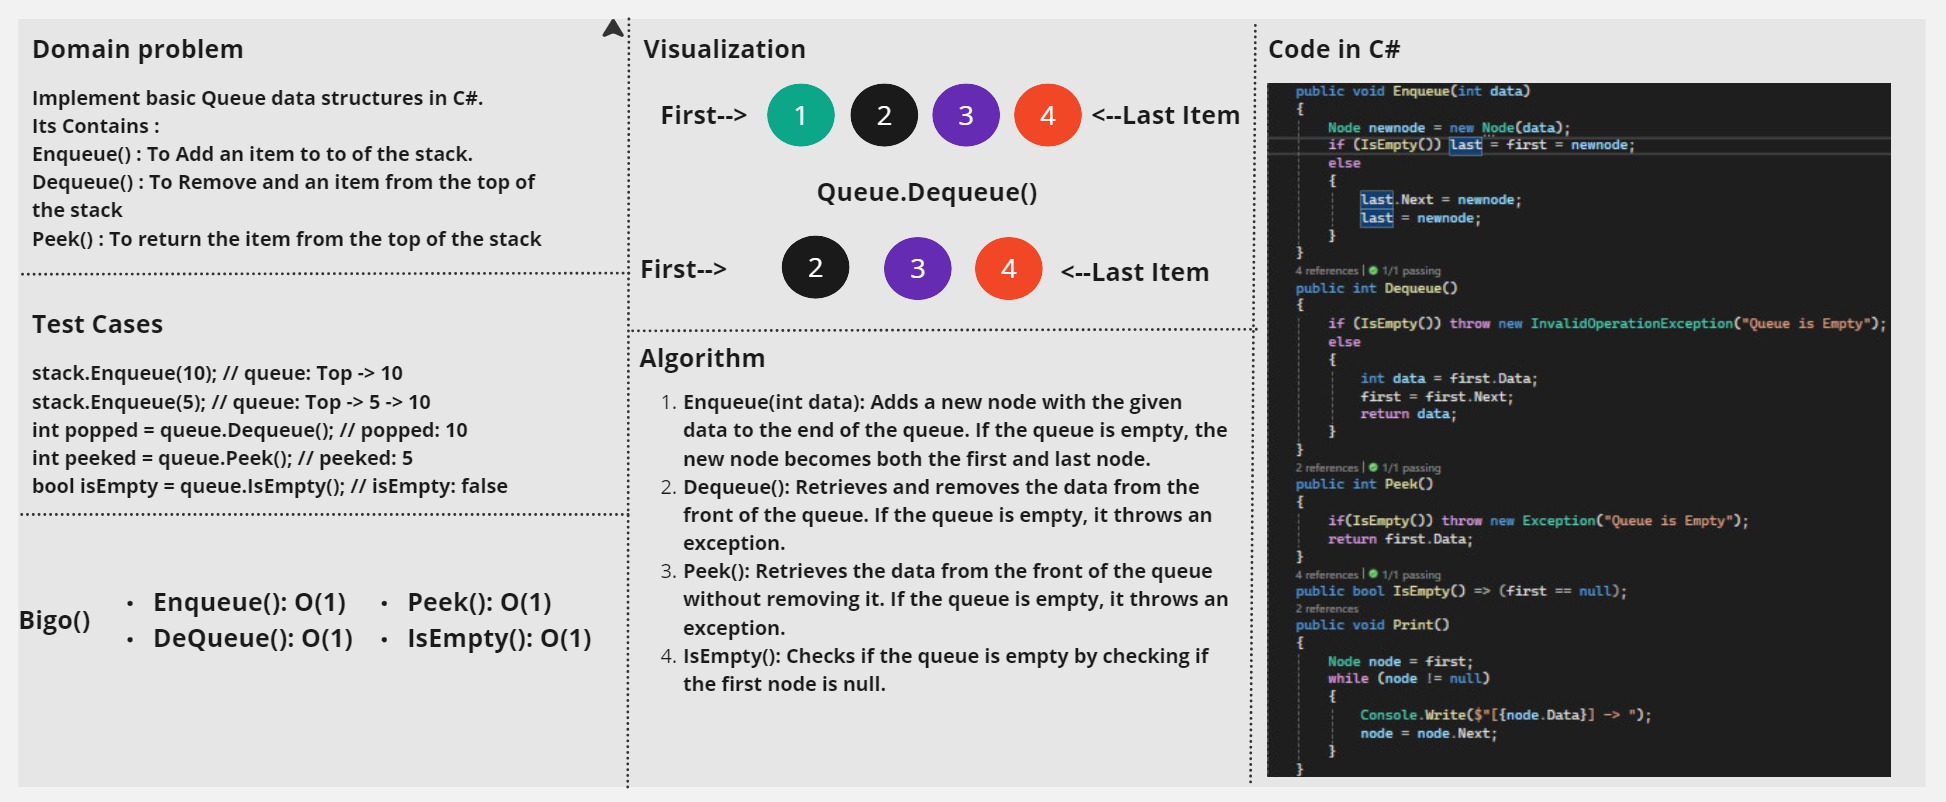 Domain problem
Implement basic Queue data structures in C#.
Its Contains :
Enqueue() : To Add an item to to of the stack.
Dequeue() : To Remove and an item from the top of
the stack
Peek() : To return the item from the top of the stack
Test Cases
stack.Enqueue(10); // queue: Top -> 10
stack.Enqueue(5); // queue: Top -> 5 -> 10
int popped = queue.Dequeue(); // popped: 10
int peeked = queue.Peek(); // peeked: 5
bool isEmpty = queue.IsEmpty(); // isEmpty: false
Bigo()
• Enqueue(): O(1)
• DeQueue(): O(1)
• Peek(): O(1)
• IsEmpty(): O(1)
Visualization
First--> 1 2 3 4 <--Last Item
Queue.Dequeue()
First--> 2 3 4 <--Last Item
Algorithm
1. Enqueue(int data): Adds a new node with the given
data to the end of the queue. If the queue is empty, the
new node becomes both the first and last node.
2. Dequeue(): Retrieves and removes the data from the
front of the queue. If the queue is empty, it throws an
exception.
3. Peek(): Retrieves the data from the front of the queue
without removing it. If the queue is empty, it throws an
exception.
4. IsEmpty(): Checks if the queue is empty by checking if
the first node is null.
Code in C#
public void Enqueue(int data)
{
Node newnode = new Node(data);
if (IsEmpty()) last = first = newnode;
else
{
last.Next = newnode;
last = newnode;
}
}
4 references | 1/1 passing
public int Dequeue()
{
if (IsEmpty()) throw new InvalidOperationException("Queue is Empty");
else
{
int data = first.Data;
first = first.Next;
return data;
}
}
2 references | 1/1 passing
public int Peek()
{
if(IsEmpty()) throw new Exception("Queue is Empty");
return first.Data;
}
4 references | 1/1 passing
public bool IsEmpty() => (first == null);
2 references
public void Print()
{
Node node = first;
while (node != null)
{
Console.Write($"[{node.Data}] -> ");
node = node.Next;
}
}